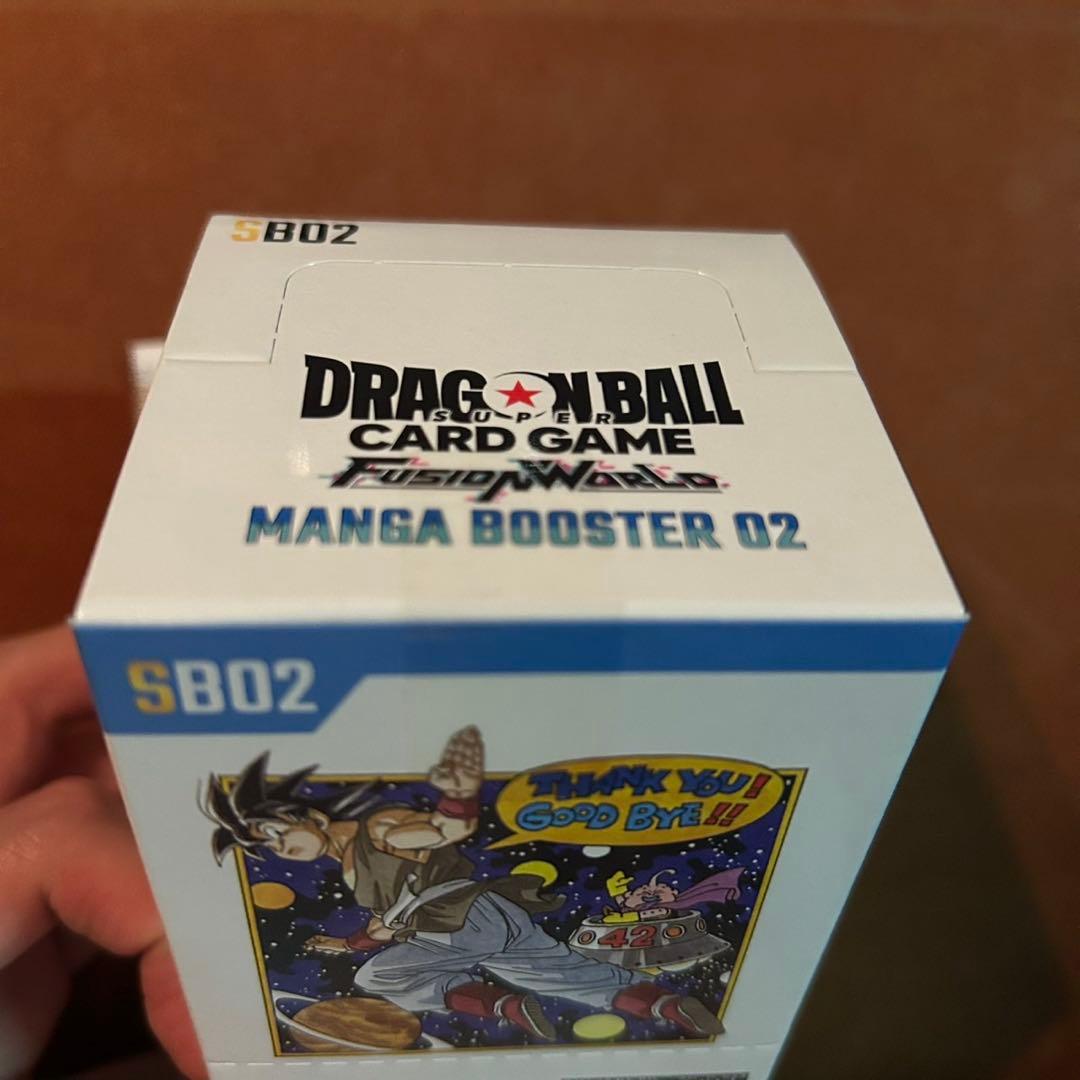 SB02
DRAGON BALL
SUPER
CARD GAME
FUSION WORLD
MANGA BOOSTER 02
SB02
THANK YOU!
GOOD BYE!!
42